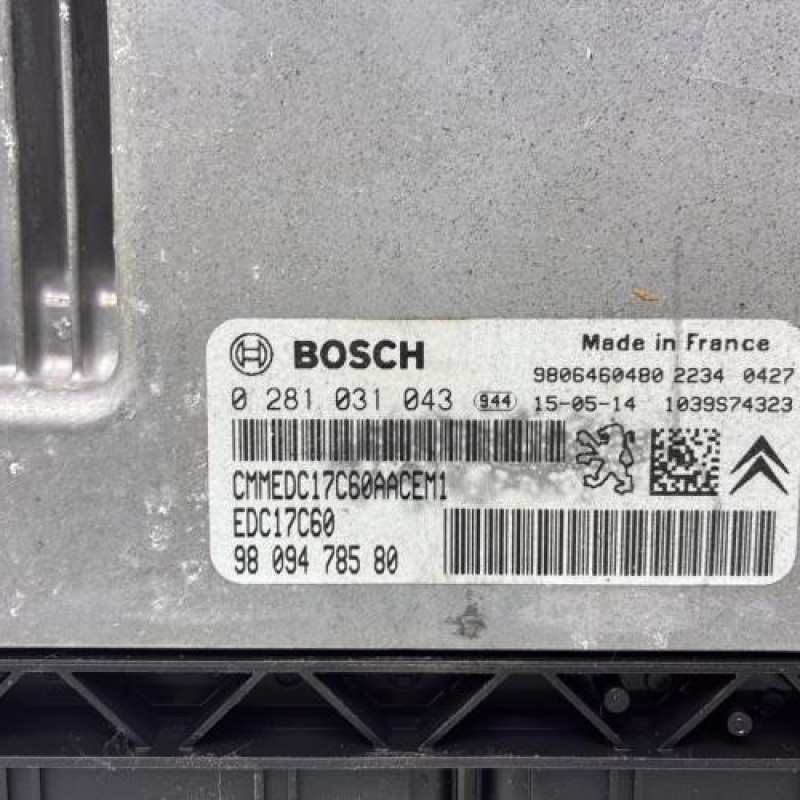 BOSCH Made in France
9806460480 2234 0427
0 281 031 043 944 15-05-14 1039S74323
CMMEDC17C60AACEM1
EDC17C60
98 094 785 80